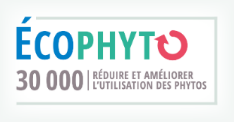 ÉCOPHYTO
30 000 RÉDUIRE ET AMÉLIORER
L'UTILISATION DES PHYTOS